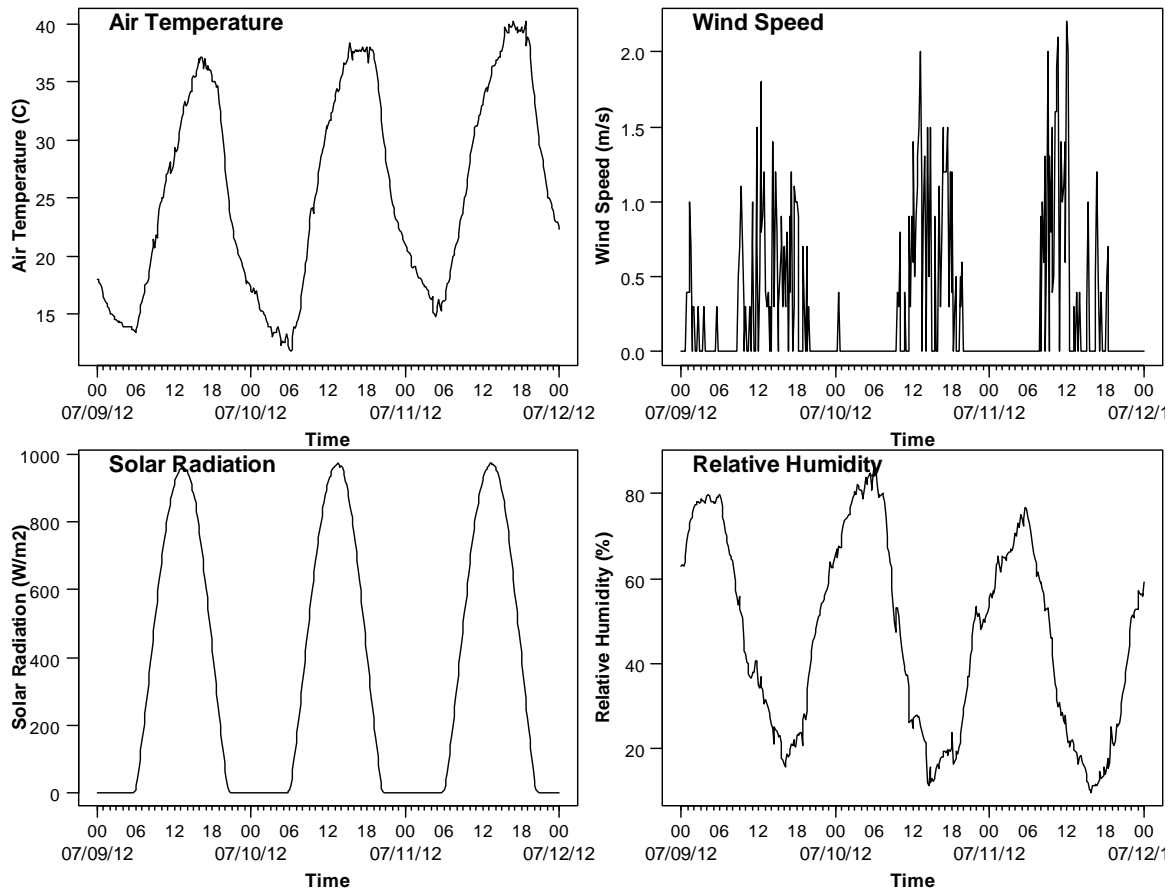 Air Temperature
Air Temperature (C)
40
35
30
25
20
15
00 06 12 18 00 06 12 18 00 06 12 18 00
07/09/12 07/10/12 07/11/12 07/12/12
Time
Wind Speed
Wind Speed (m/s)
2.0
1.5
1.0
0.5
0.0
00 06 12 18 00 06 12 18 00 06 12 18 00
07/09/12 07/10/12 07/11/12 07/12/1
Time
Solar Radiation
Solar Radiation (W/m2)
1000
800
600
400
200
0
00 06 12 18 00 06 12 18 00 06 12 18 00
07/09/12 07/10/12 07/11/12 07/12/12
Time
Relative Humidity
Relative Humidity (%)
80
60
40
20
00 06 12 18 00 06 12 18 00 06 12 18 00
07/09/12 07/10/12 07/11/12 07/12/1
Time